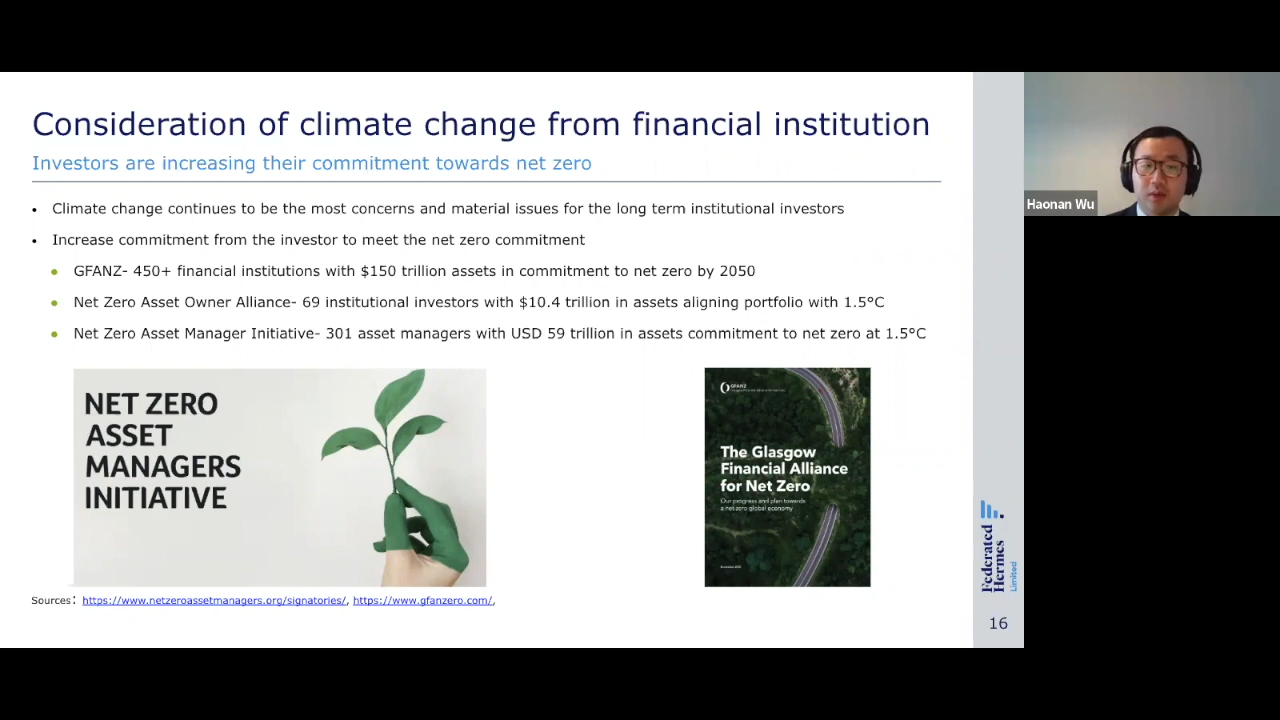 Consideration of climate change from financial institution
Investors are increasing their commitment towards net zero
• Climate change continues to be the most concerns and material issues for the long term institutional investors
• Increase commitment from the investor to meet the net zero commitment
• GFANZ- 450+ financial institutions with $150 trillion assets in commitment to net zero by 2050
• Net Zero Asset Owner Alliance- 69 institutional investors with $10.4 trillion in assets aligning portfolio with 1.5°C
• Net Zero Asset Manager Initiative- 301 asset managers with USD 59 trillion in assets commitment to net zero at 1.5°C
NET ZERO
ASSET
MANAGERS
INITIATIVE
GFANZ
The Glasgow
Financial Alliance
for Net Zero
Our progress and plan towards
a net zero global economy
Sources: https://www.netzeroassetmanagers.org/signatories/, https://www.gfanzero.com/,
Federated
Hermes
Limited
16
Haonan Wu